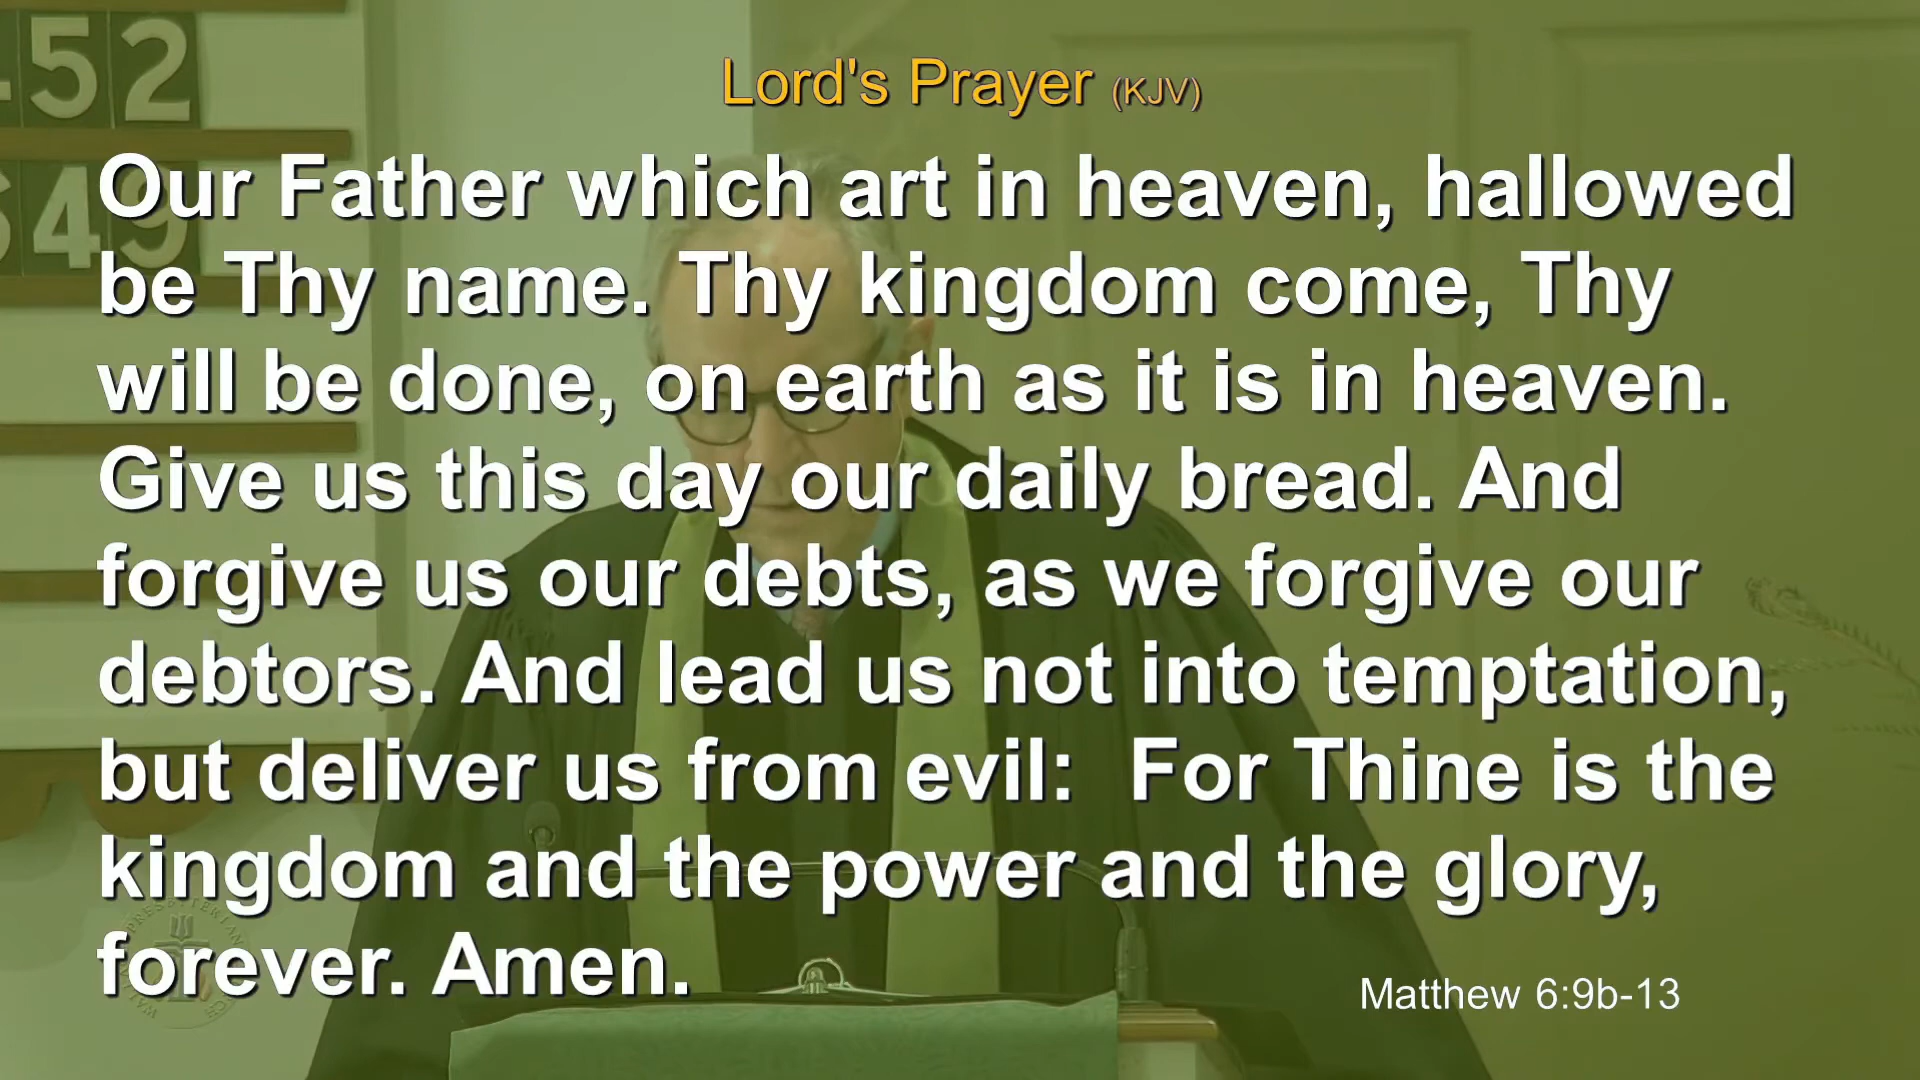 52
649
Lord's Prayer (KJV)
Our Father which art in heaven, hallowed
be Thy name. Thy kingdom come, Thy
will be done, on earth as it is in heaven.
Give us this day our daily bread. And
forgive us our debts, as we forgive our
debtors. And lead us not into temptation,
but deliver us from evil:  For Thine is the
kingdom and the power and the glory,
forever. Amen.
Matthew 6:9b-13
PRESBYTERIAN